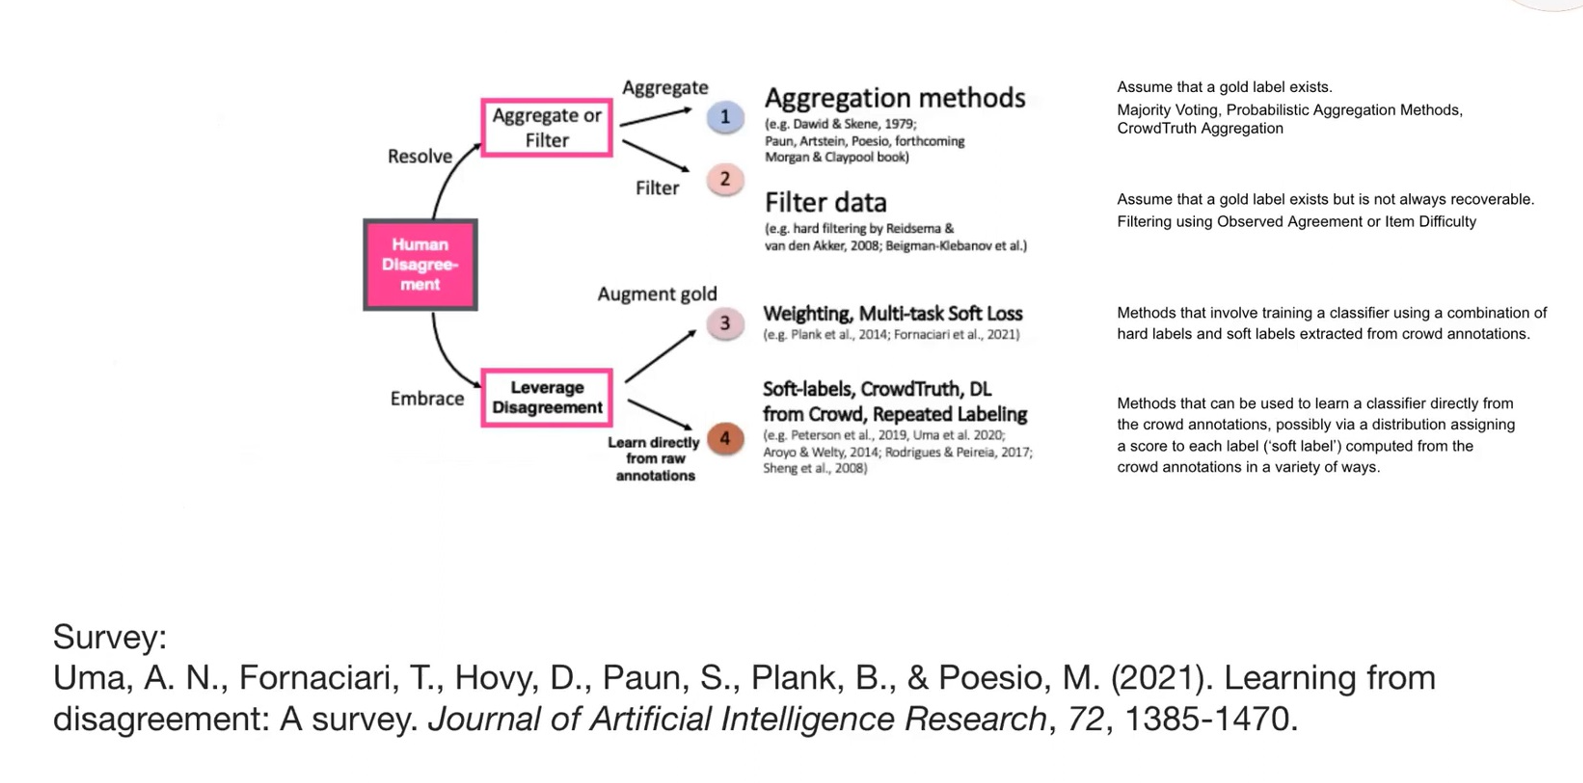 Aggregate
Aggregate or
Filter
Resolve
Filter
Human
Disagree-
ment
Embrace
Leverage
Disagreement
Augment gold
Learn directly
from raw
annotations
1
Aggregation methods
(e.g. Dawid & Skene, 1979;
Paun, Artstein, Poesio, forthcoming
Morgan & Claypool book)
Assume that a gold label exists.
Majority Voting, Probabilistic Aggregation Methods,
CrowdTruth Aggregation
2
Filter data
(e.g. hard filtering by Reidsema &
van den Akker, 2008; Beigman-Klebanov et al.)
Assume that a gold label exists but is not always recoverable.
Filtering using Observed Agreement or Item Difficulty
3
Weighting, Multi-task Soft Loss
(e.g. Plank et al., 2014; Fornaciari et al., 2021)
Methods that involve training a classifier using a combination of
hard labels and soft labels extracted from crowd annotations.
4
Soft-labels, CrowdTruth, DL
from Crowd, Repeated Labeling
(e.g. Peterson et al., 2019, Uma et al. 2020;
Aroyo & Welty, 2014; Rodrigues & Peireia, 2017;
Sheng et al., 2008)
Methods that can be used to learn a classifier directly from
the crowd annotations, possibly via a distribution assigning
a score to each label (‘soft label’) computed from the
crowd annotations in a variety of ways.
Survey:
Uma, A. N., Fornaciari, T., Hovy, D., Paun, S., Plank, B., & Poesio, M. (2021). Learning from
disagreement: A survey. Journal of Artificial Intelligence Research, 72, 1385-1470.